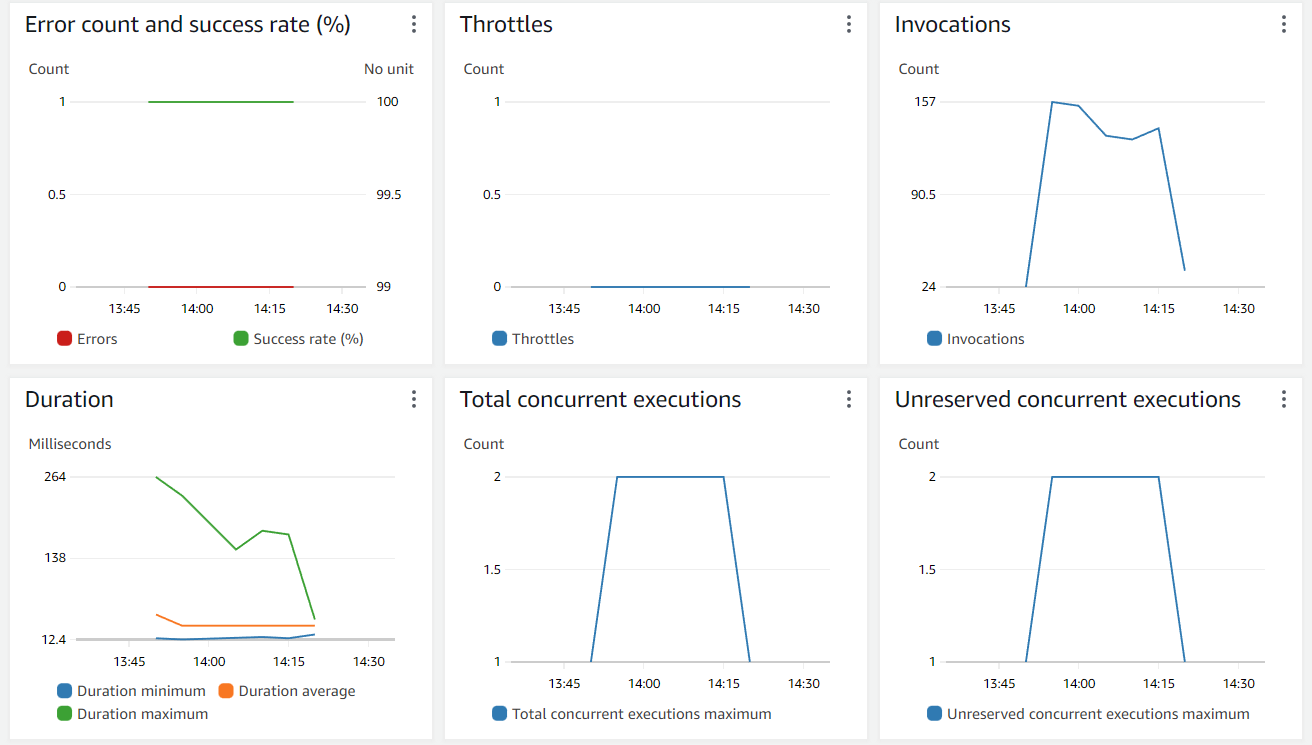 Error count and success rate (%)
Count
No unit
1
100
0.5
99.5
0
99
13:45 14:00 14:15 14:30
Errors
Success rate (%)
Throttles
Count
1
0.5
0
13:45 14:00 14:15 14:30
Throttles
Invocations
Count
157
90.5
24
13:45 14:00 14:15 14:30
Invocations
Duration
Milliseconds
264
138
12.4
13:45 14:00 14:15 14:30
Duration minimum Duration average
Duration maximum
Total concurrent executions
Count
2
1.5
1
13:45 14:00 14:15 14:30
Total concurrent executions maximum
Unreserved concurrent executions
Count
2
1.5
1
13:45 14:00 14:15 14:30
Unreserved concurrent executions maximum